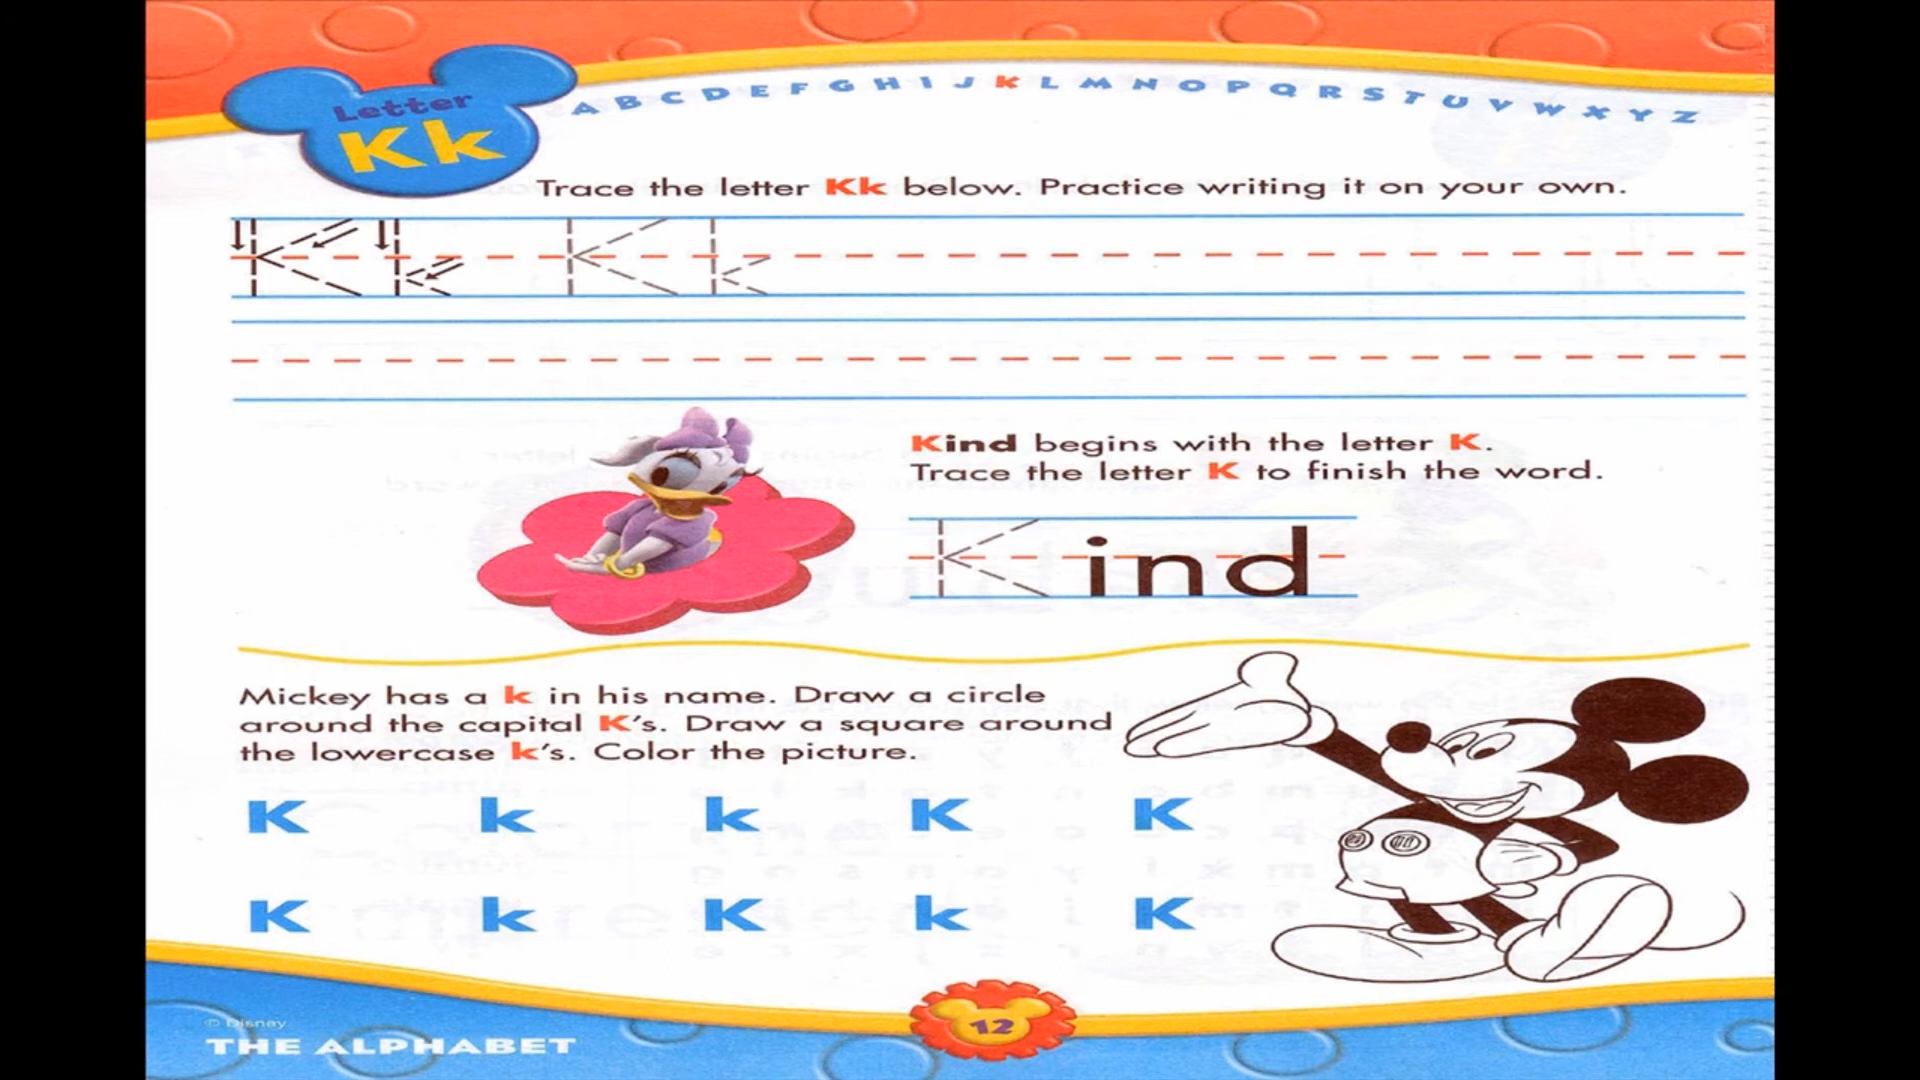 Letter
Kk
A B C D E F G H I J K L M N O P Q R S T U V W X Y Z
Trace the letter Kk below. Practice writing it on your own.
K k K k
Kind begins with the letter K.
Trace the letter K to finish the word.
Kind
Mickey has a k in his name. Draw a circle
around the capital K's. Draw a square around
the lowercase k's. Color the picture.
K k k K K
K k K k K
12
© Disney
THE ALPHABET